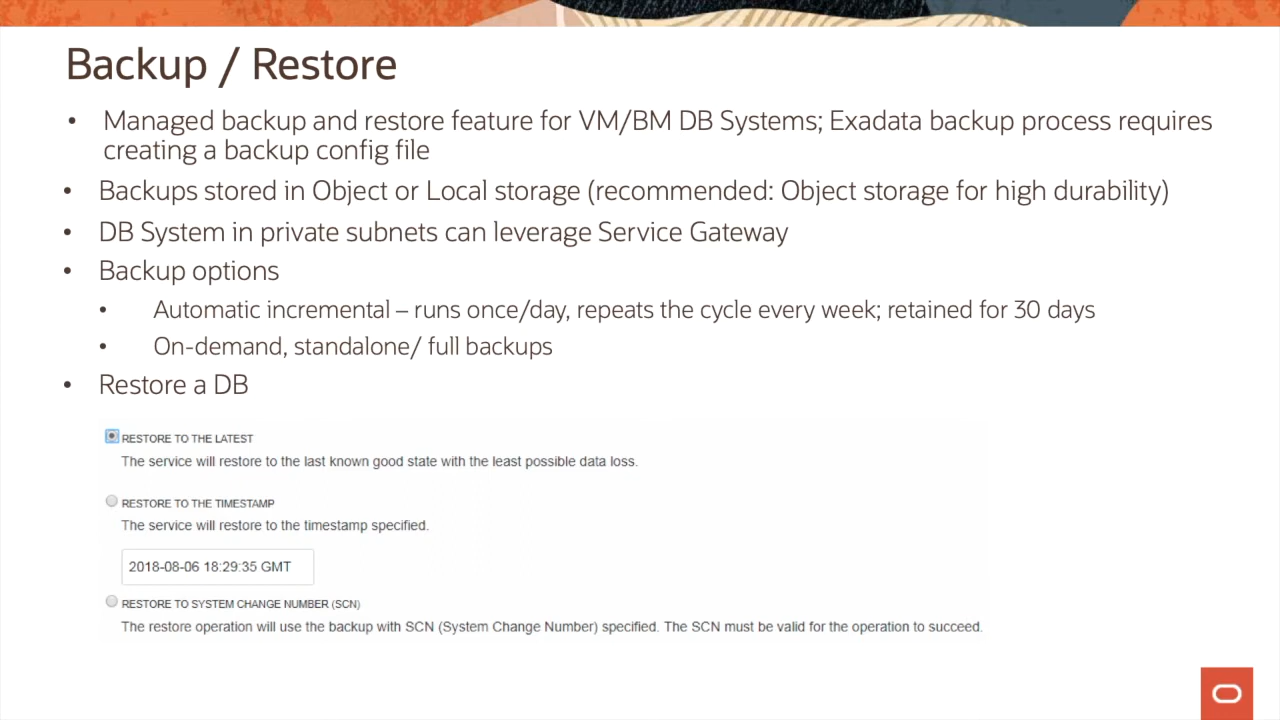 Backup / Restore
• Managed backup and restore feature for VM/BM DB Systems; Exadata backup process requires
creating a backup config file
• Backups stored in Object or Local storage (recommended: Object storage for high durability)
• DB System in private subnets can leverage Service Gateway
• Backup options
• Automatic incremental – runs once/day, repeats the cycle every week; retained for 30 days
• On-demand, standalone/ full backups
• Restore a DB
RESTORE TO THE LATEST
The service will restore to the last known good state with the least possible data loss.
RESTORE TO THE TIMESTAMP
The service will restore to the timestamp specified.
2018-08-06 18:29:35 GMT
RESTORE TO SYSTEM CHANGE NUMBER (SCN)
The restore operation will use the backup with SCN (System Change Number) specified. The SCN must be valid for the operation to succeed.